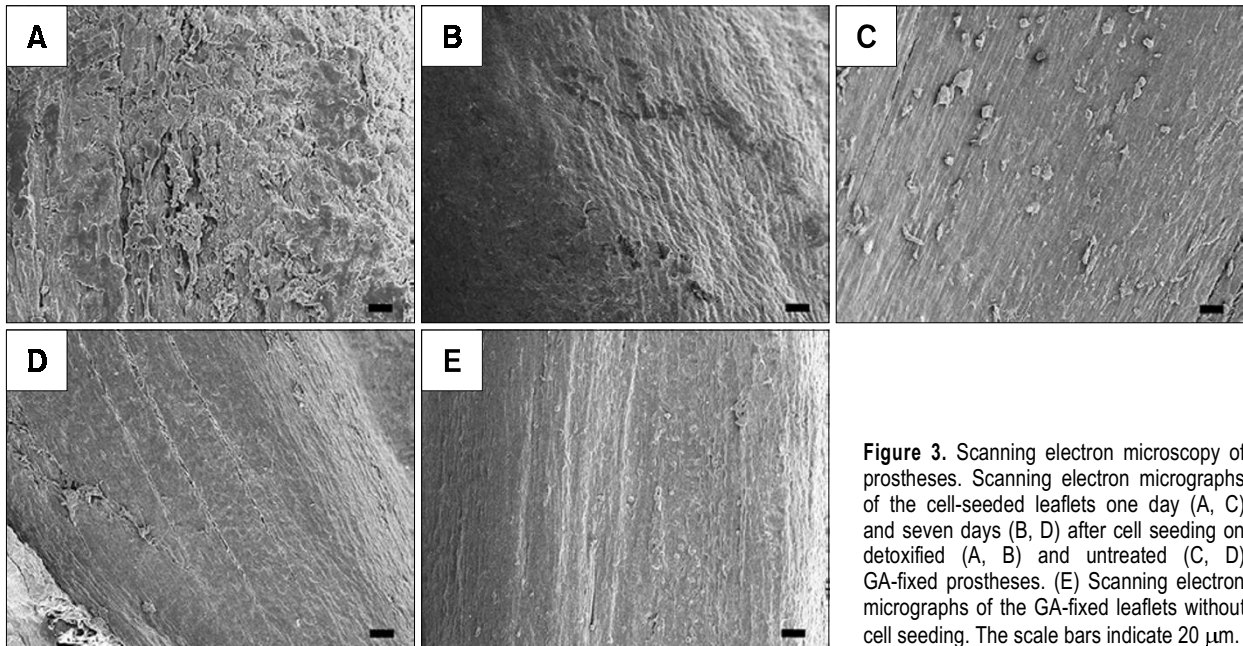 A
B
C
D
E
Figure 3. Scanning electron microscopy of
prostheses. Scanning electron micrographs
of the cell-seeded leaflets one day (A, C)
and seven days (B, D) after cell seeding on
detoxified (A, B) and untreated (C, D)
GA-fixed prostheses. (E) Scanning electron
micrographs of the GA-fixed leaflets without
cell seeding. The scale bars indicate 20 μm.